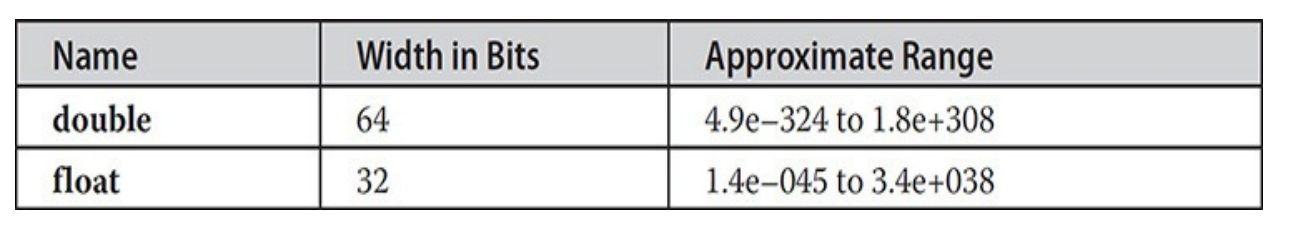 Name Width in Bits Approximate Range
double 64 4.9e–324 to 1.8e+308
float 32 1.4e–045 to 3.4e+038